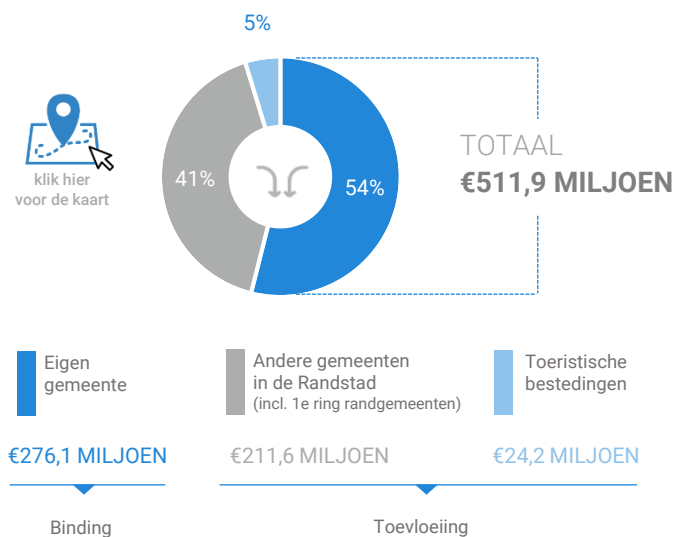 5%
41%
54%
klik hier
voor de kaart
TOTAAL
€511,9 MILJOEN
Eigen
gemeente
Andere gemeenten
in de Randstad
(incl. 1e ring randgemeenten)
Toeristische
bestedingen
€276,1 MILJOEN
€211,6 MILJOEN
€24,2 MILJOEN
Binding
Toevloeiing